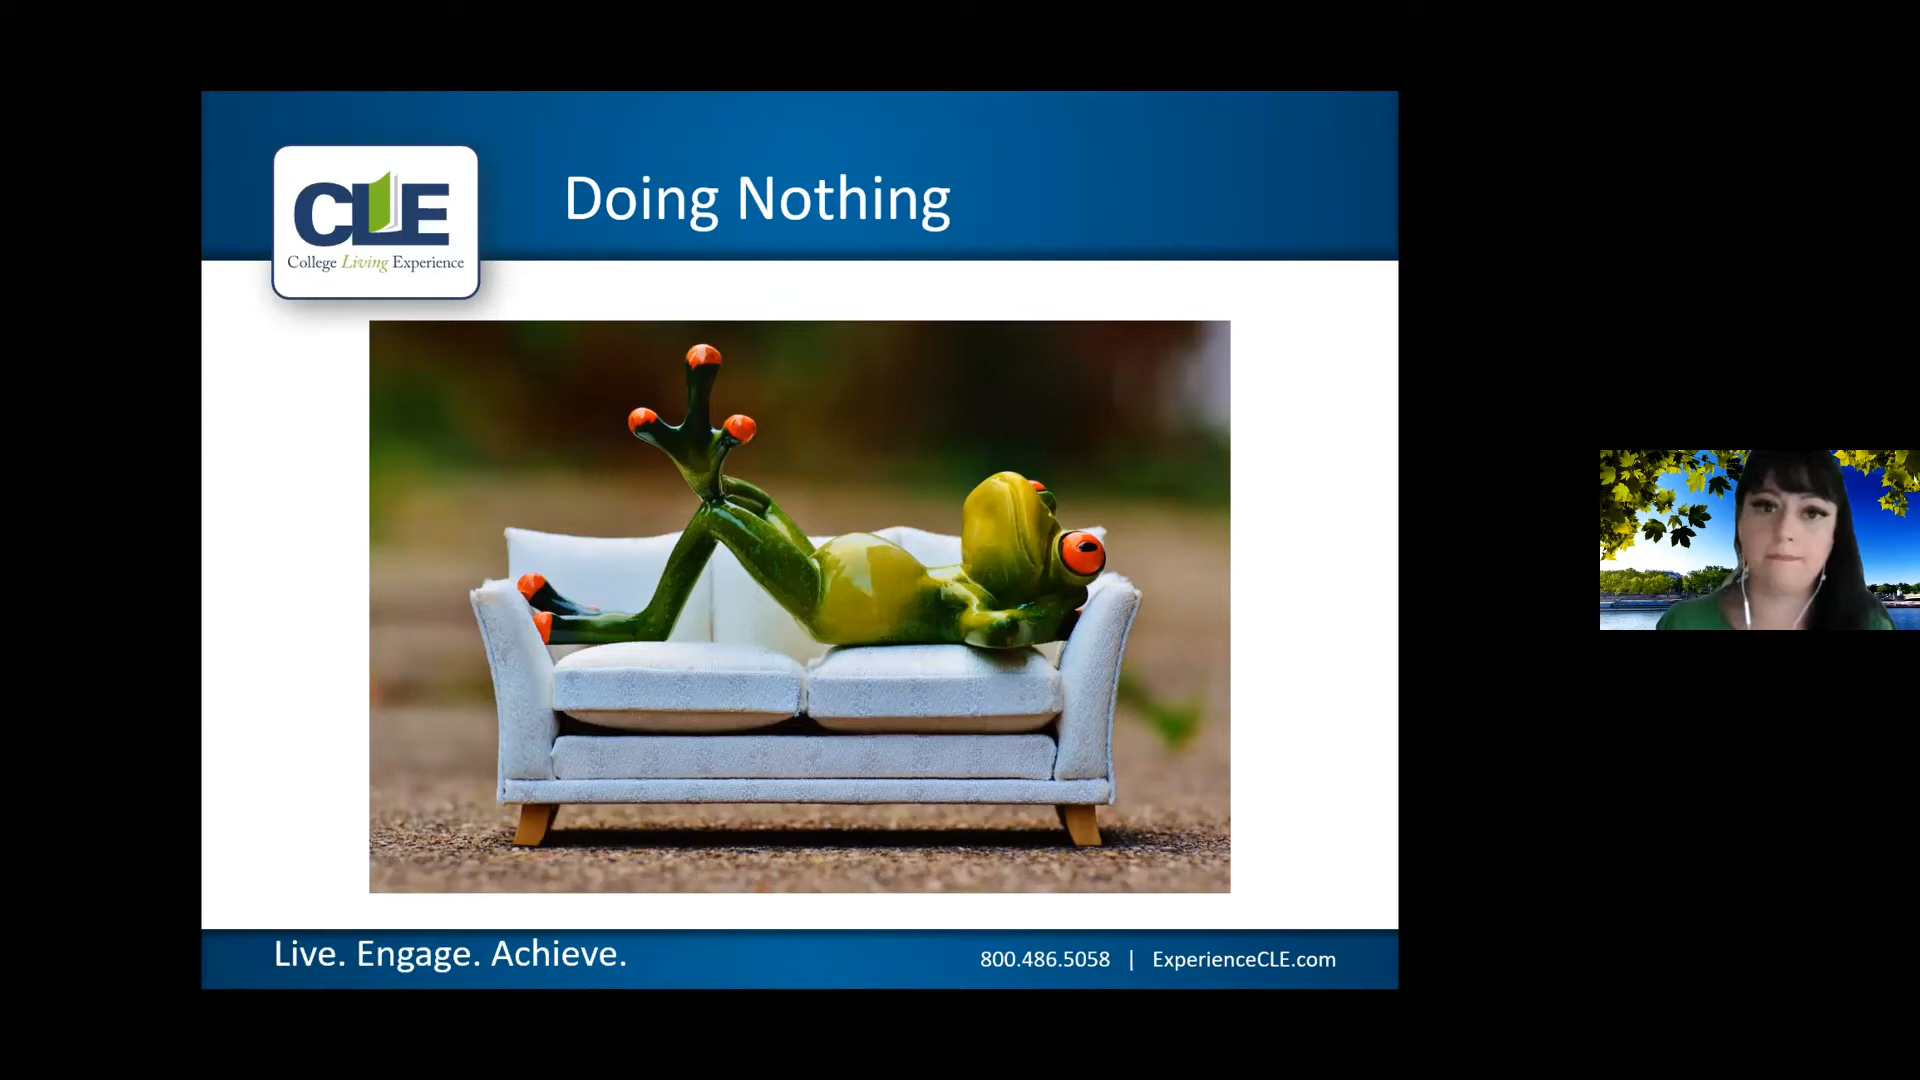 CLE
College Living Experience
Doing Nothing
Live. Engage. Achieve.
800.486.5058 | ExperienceCLE.com